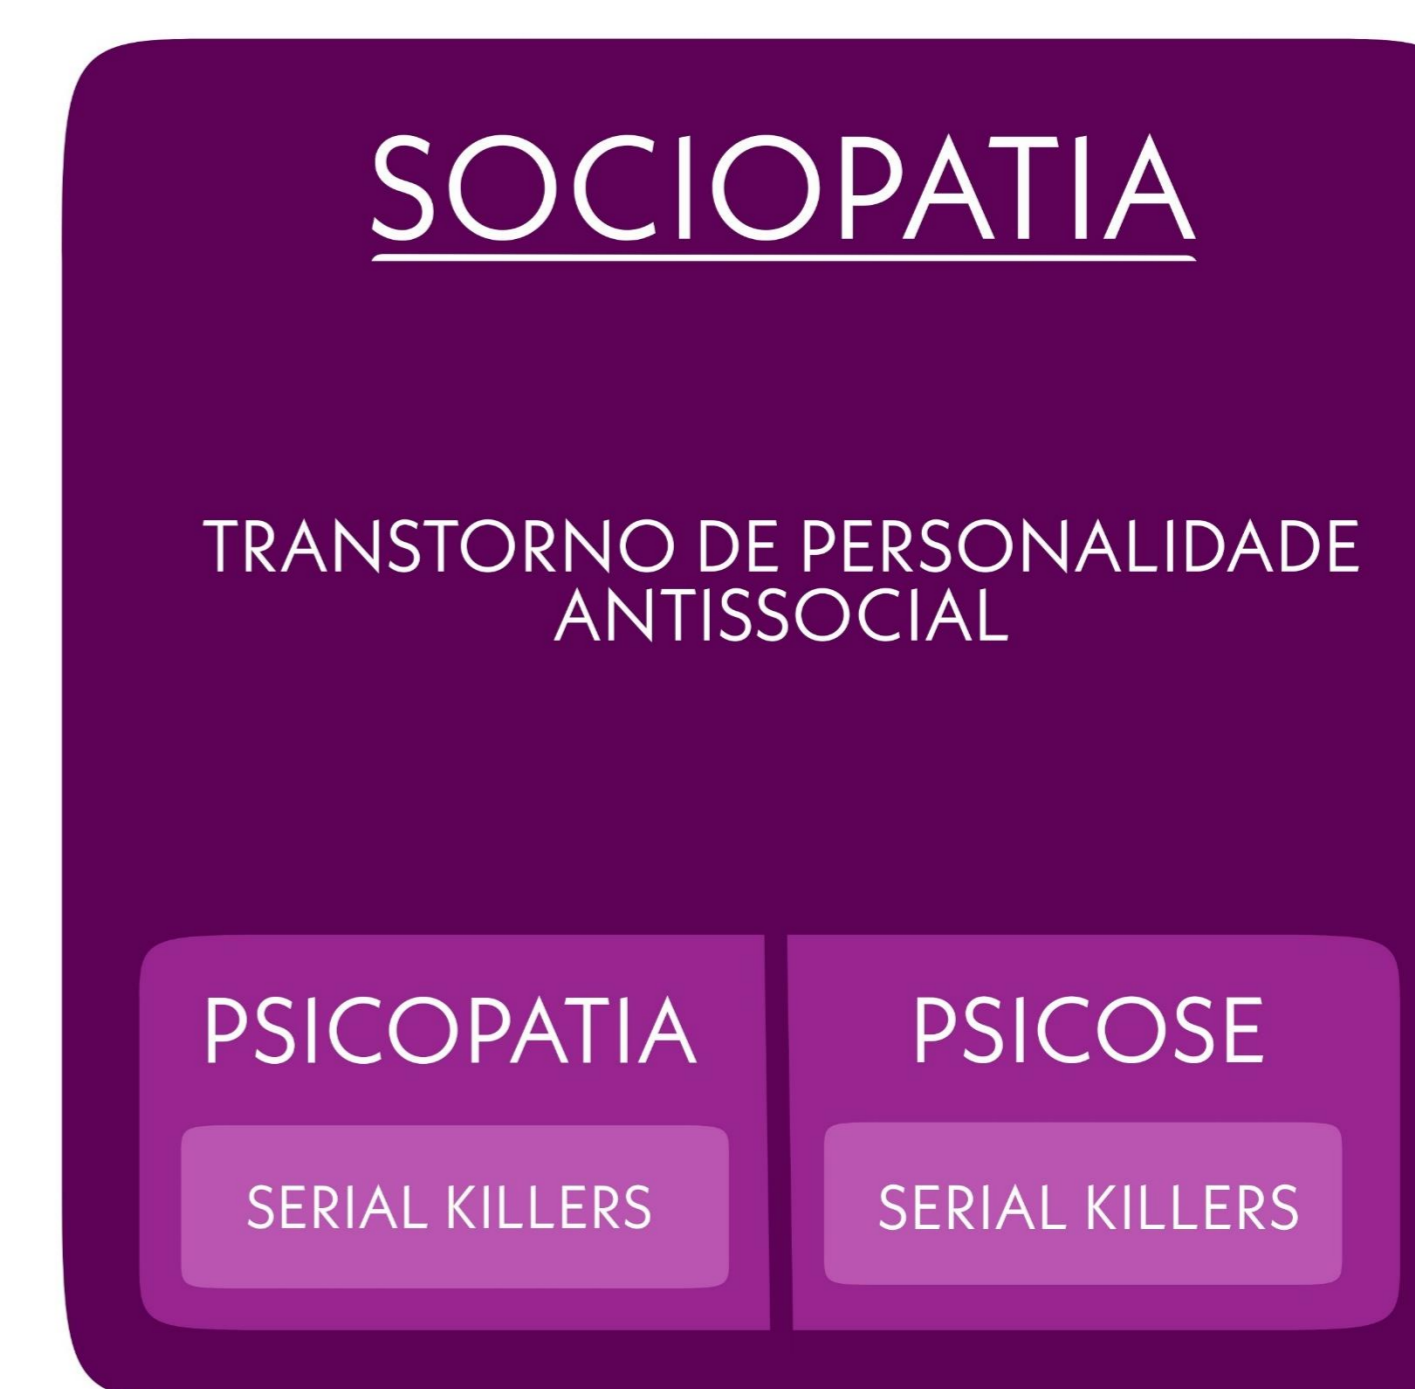 SOCIOPATIA
TRANSTORNO DE PERSONALIDADE
ANTISSOCIAL
PSICOPATIA
SERIAL KILLERS
PSICOSE
SERIAL KILLERS